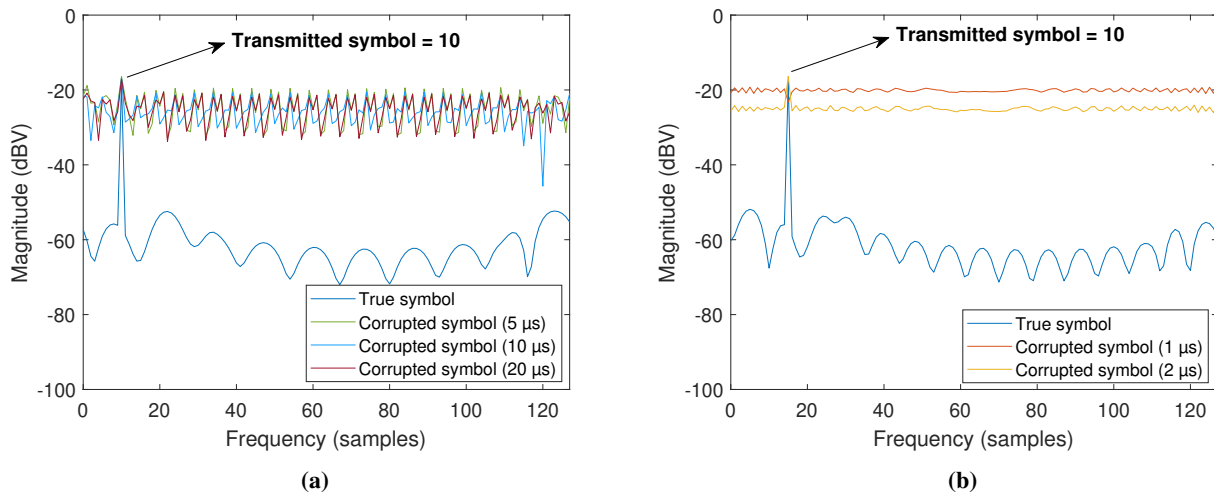 Transmitted symbol = 10
Magnitude (dBV)
0
-20
-40
-60
-80
-100
True symbol
Corrupted symbol (5 μs)
Corrupted symbol (10 μs)
Corrupted symbol (20 μs)
0 20 40 60 80 100 120
Frequency (samples)
(a)
Transmitted symbol = 10
Magnitude (dBV)
0
-20
-40
-60
-80
-100
True symbol
Corrupted symbol (1 μs)
Corrupted symbol (2 μs)
0 20 40 60 80 100 120
Frequency (samples)
(b)